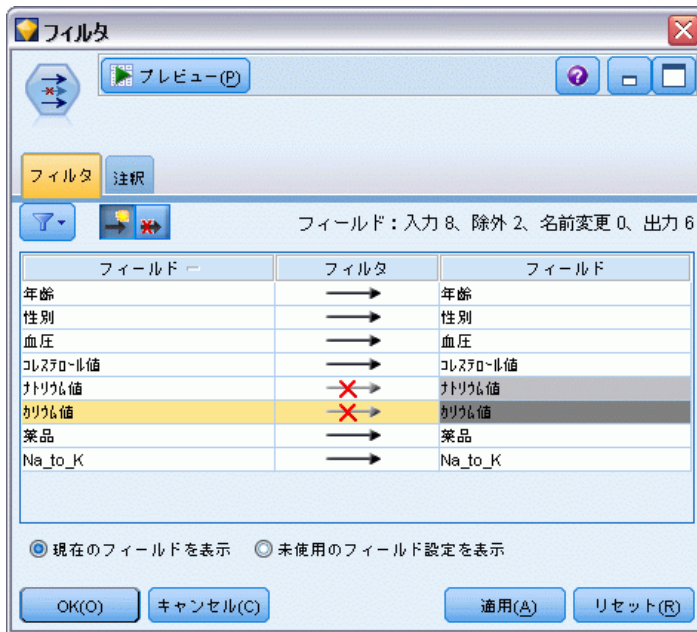 フィルタ
プレビュー(P)
フィルタ 注釈
フィールド：入力 8、除外 2、名前変更 0、出力 6
フィールド フィルタ フィールド
年齢 年齢
性別 性別
血圧 血圧
ｺﾚｽﾃﾛｰﾙ値 ｺﾚｽﾃﾛｰﾙ値
ﾅﾄﾘｳﾑ値 ﾅﾄﾘｳﾑ値
ｶﾘｳﾑ値 ｶﾘｳﾑ値
薬品 薬品
Na_to_K Na_to_K
現在のフィールドを表示 未使用のフィールド設定を表示
OK(O) キャンセル(C) 適用(A) リセット(R)